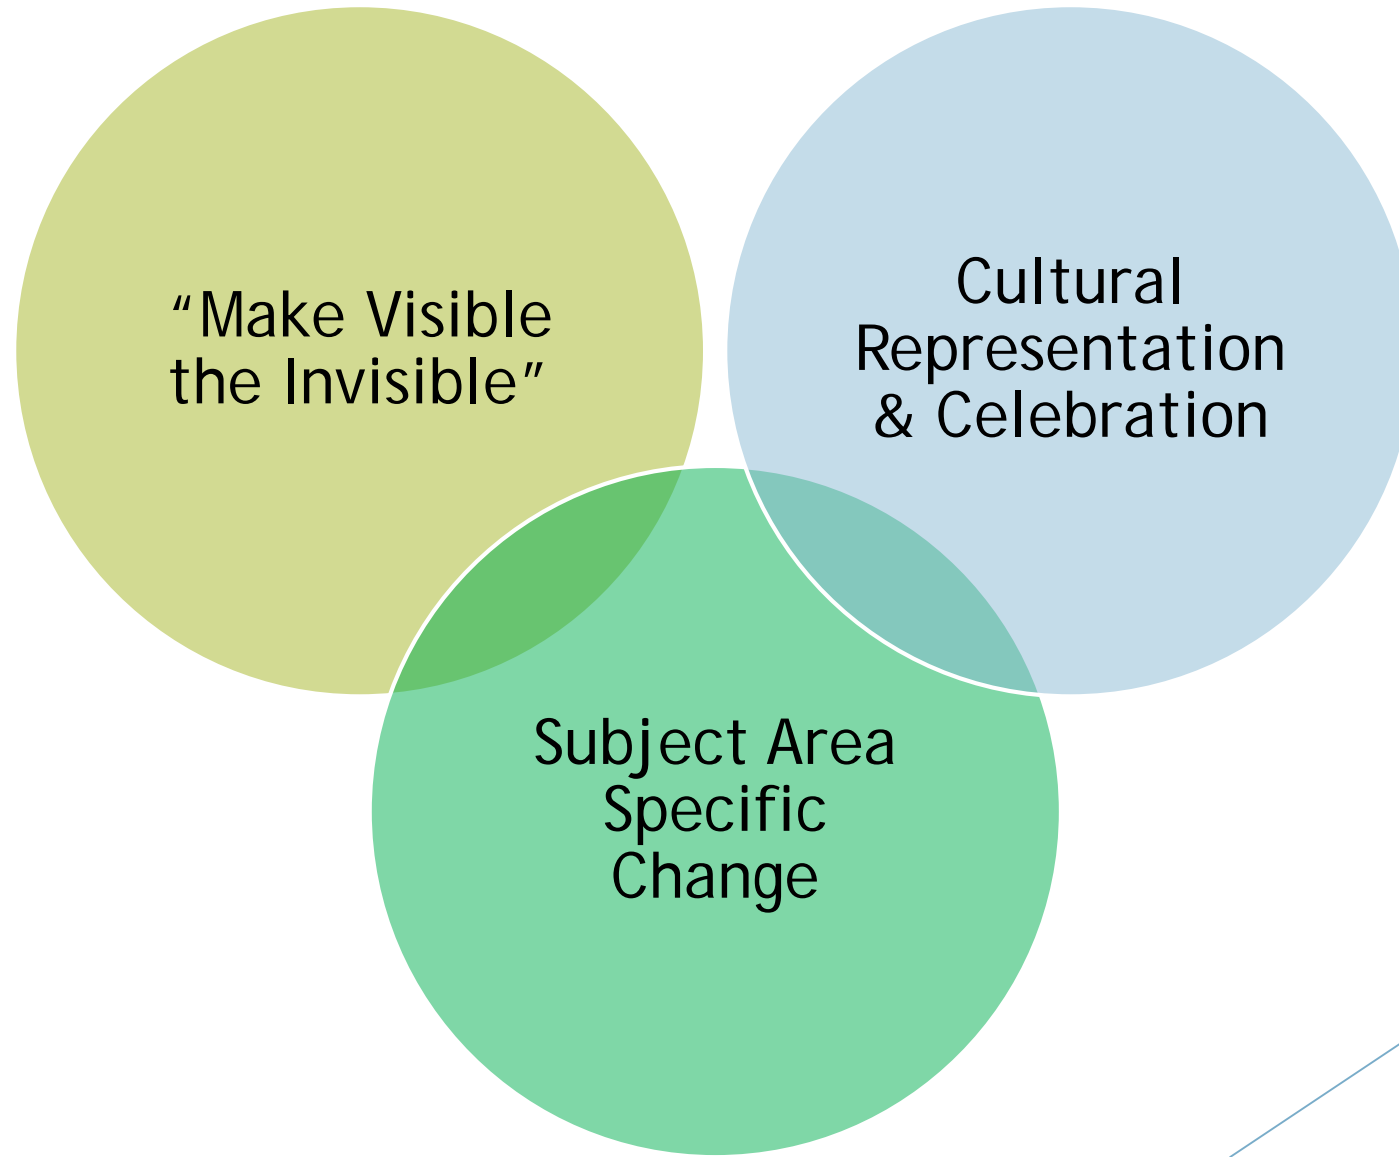 “Make Visible
the Invisible”
Cultural
Representation
& Celebration
Subject Area
Specific
Change